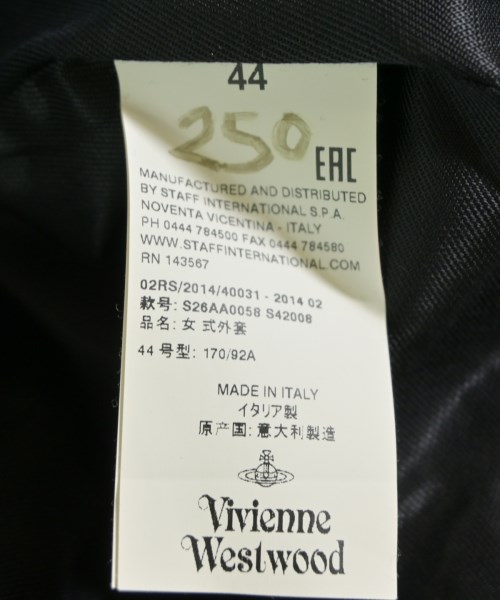 44
250
EAC
MANUFACTURED AND DISTRIBUTED
BY STAFF INTERNATIONAL S.P.A.
NOVENTA VICENTINA - ITALY
PH 0444 784500 FAX 0444 784580
WWW.STAFFINTERNATIONAL.COM
RN 143567
02RS/2014/40031 - 2014 02
款号: S26AA0058 S42008
品名: 女式外套
44 号型: 170/92A
MADE IN ITALY
イタリア製
原产国: 意大利製造
Vivienne
Westwood